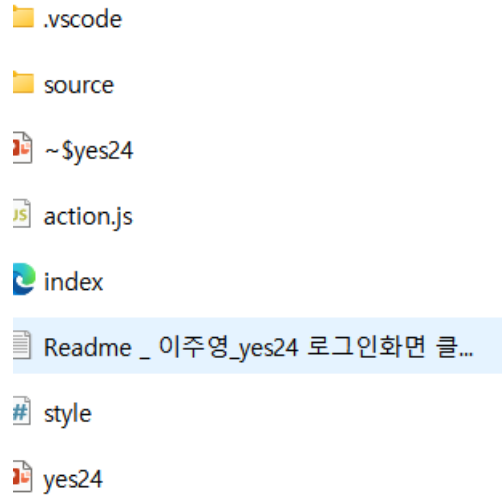 .vscode
source
~$yes24
action.js
index
Readme _ 이주영_yes24 로그인화면 클...
style
yes24